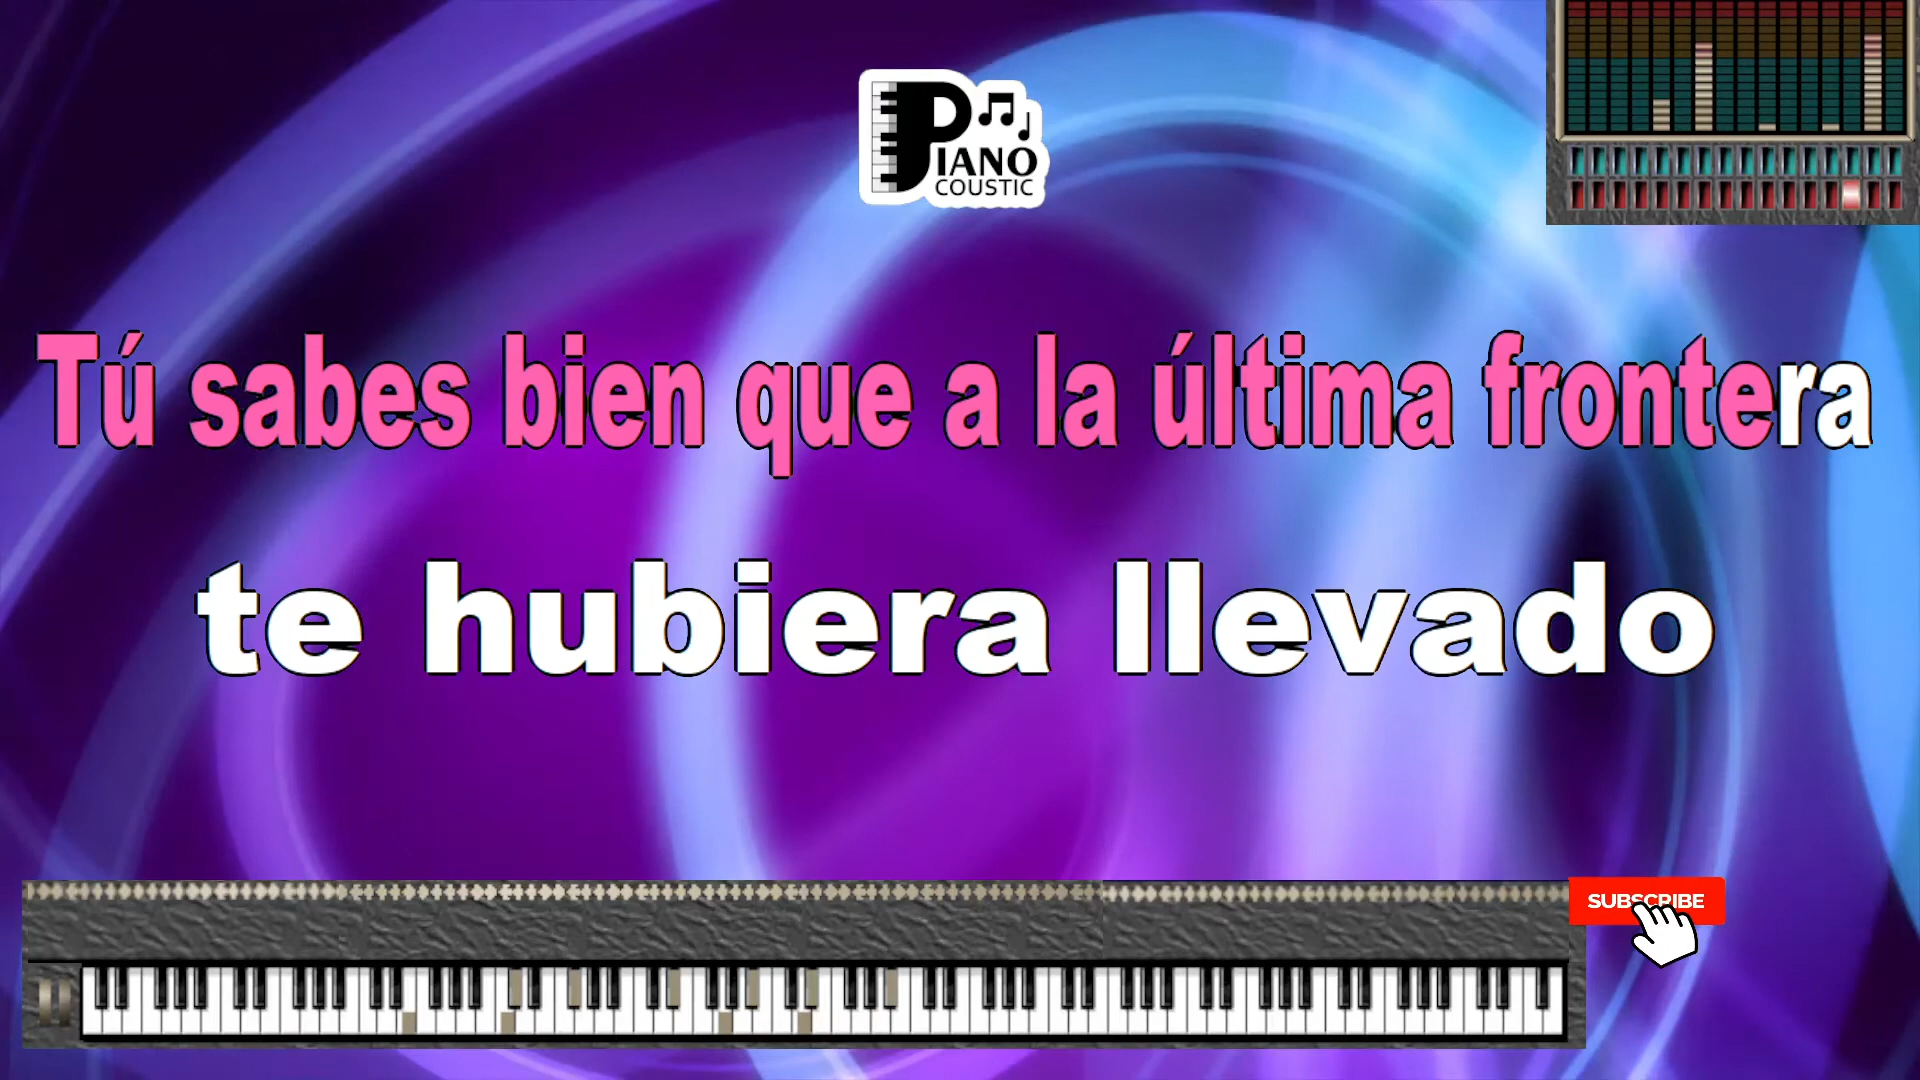 PIANO
COUSTIC
Tú sabes bien que a la última frontera
te hubiera llevado
SUBSCRIBE